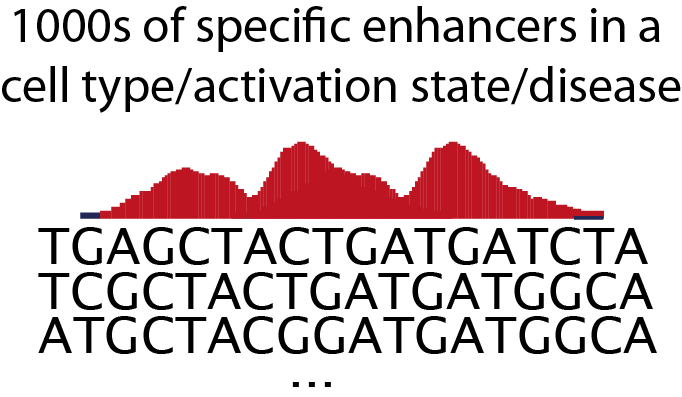 1000s of specific enhancers in a
cell type/activation state/disease
TGAGCTACTGATGATCTA
TCGCTACTGATGATGGCA
ATGCTACGGATGATGGCA
...